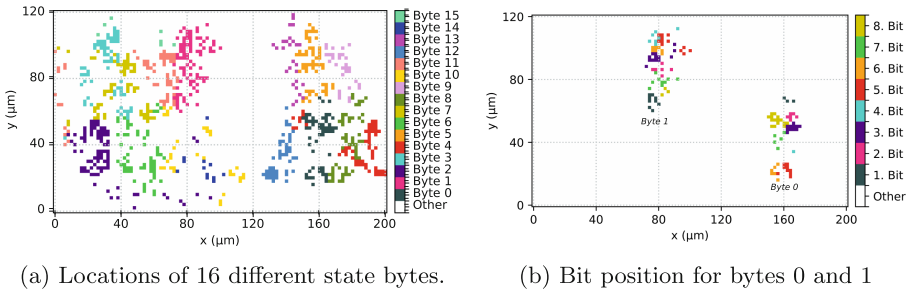 120
80
40
0
0
40
80
120
160
200
y (μm)
x (μm)
Byte 15
Byte 14
Byte 13
Byte 12
Byte 11
Byte 10
Byte 9
Byte 8
Byte 7
Byte 6
Byte 5
Byte 4
Byte 3
Byte 2
Byte 1
Byte 0
Other
(a) Locations of 16 different state bytes.
120
80
40
0
0
40
80
120
160
200
y (μm)
x (μm)
Byte 1
Byte 0
8. Bit
7. Bit
6. Bit
5. Bit
4. Bit
3. Bit
2. Bit
1. Bit
Other
(b) Bit position for bytes 0 and 1